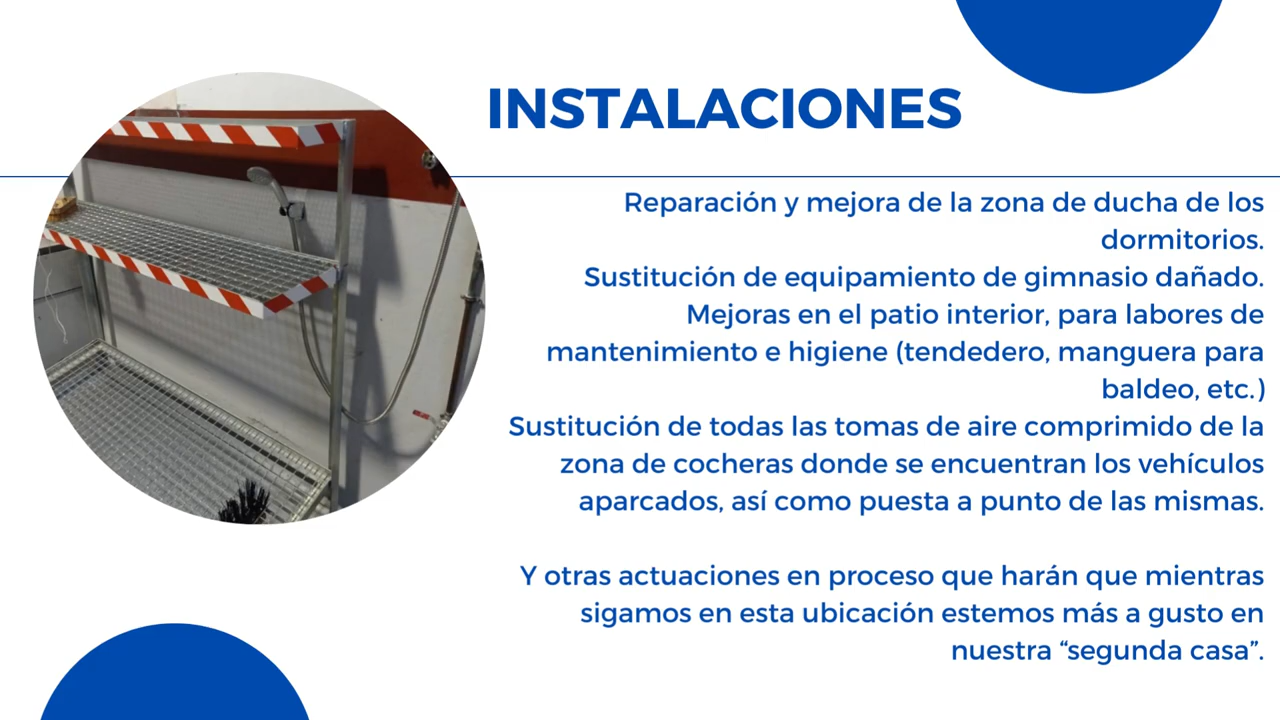 INSTALACIONES
Reparación y mejora de la zona de ducha de los
dormitorios.
Sustitución de equipamiento de gimnasio dañado.
Mejoras en el patio interior, para labores de
mantenimiento e higiene (tendedero, manguera para
baldeo, etc.)
Sustitución de todas las tomas de aire comprimido de la
zona de cocheras donde se encuentran los vehículos
aparcados, así como puesta a punto de las mismas.
Y otras actuaciones en proceso que harán que mientras
sigamos en esta ubicación estemos más a gusto en
nuestra “segunda casa”.